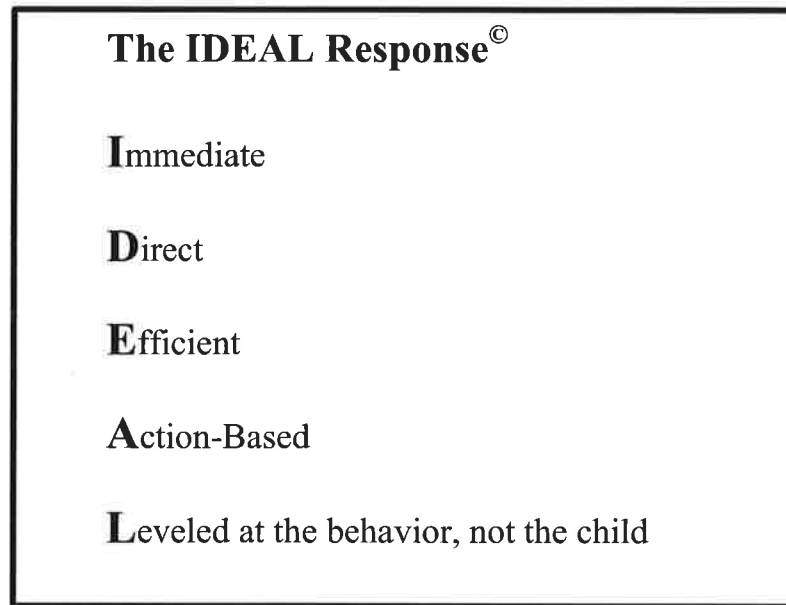 The IDEAL Response©
Immediate
Direct
Efficient
Action-Based
Leveled at the behavior, not the child